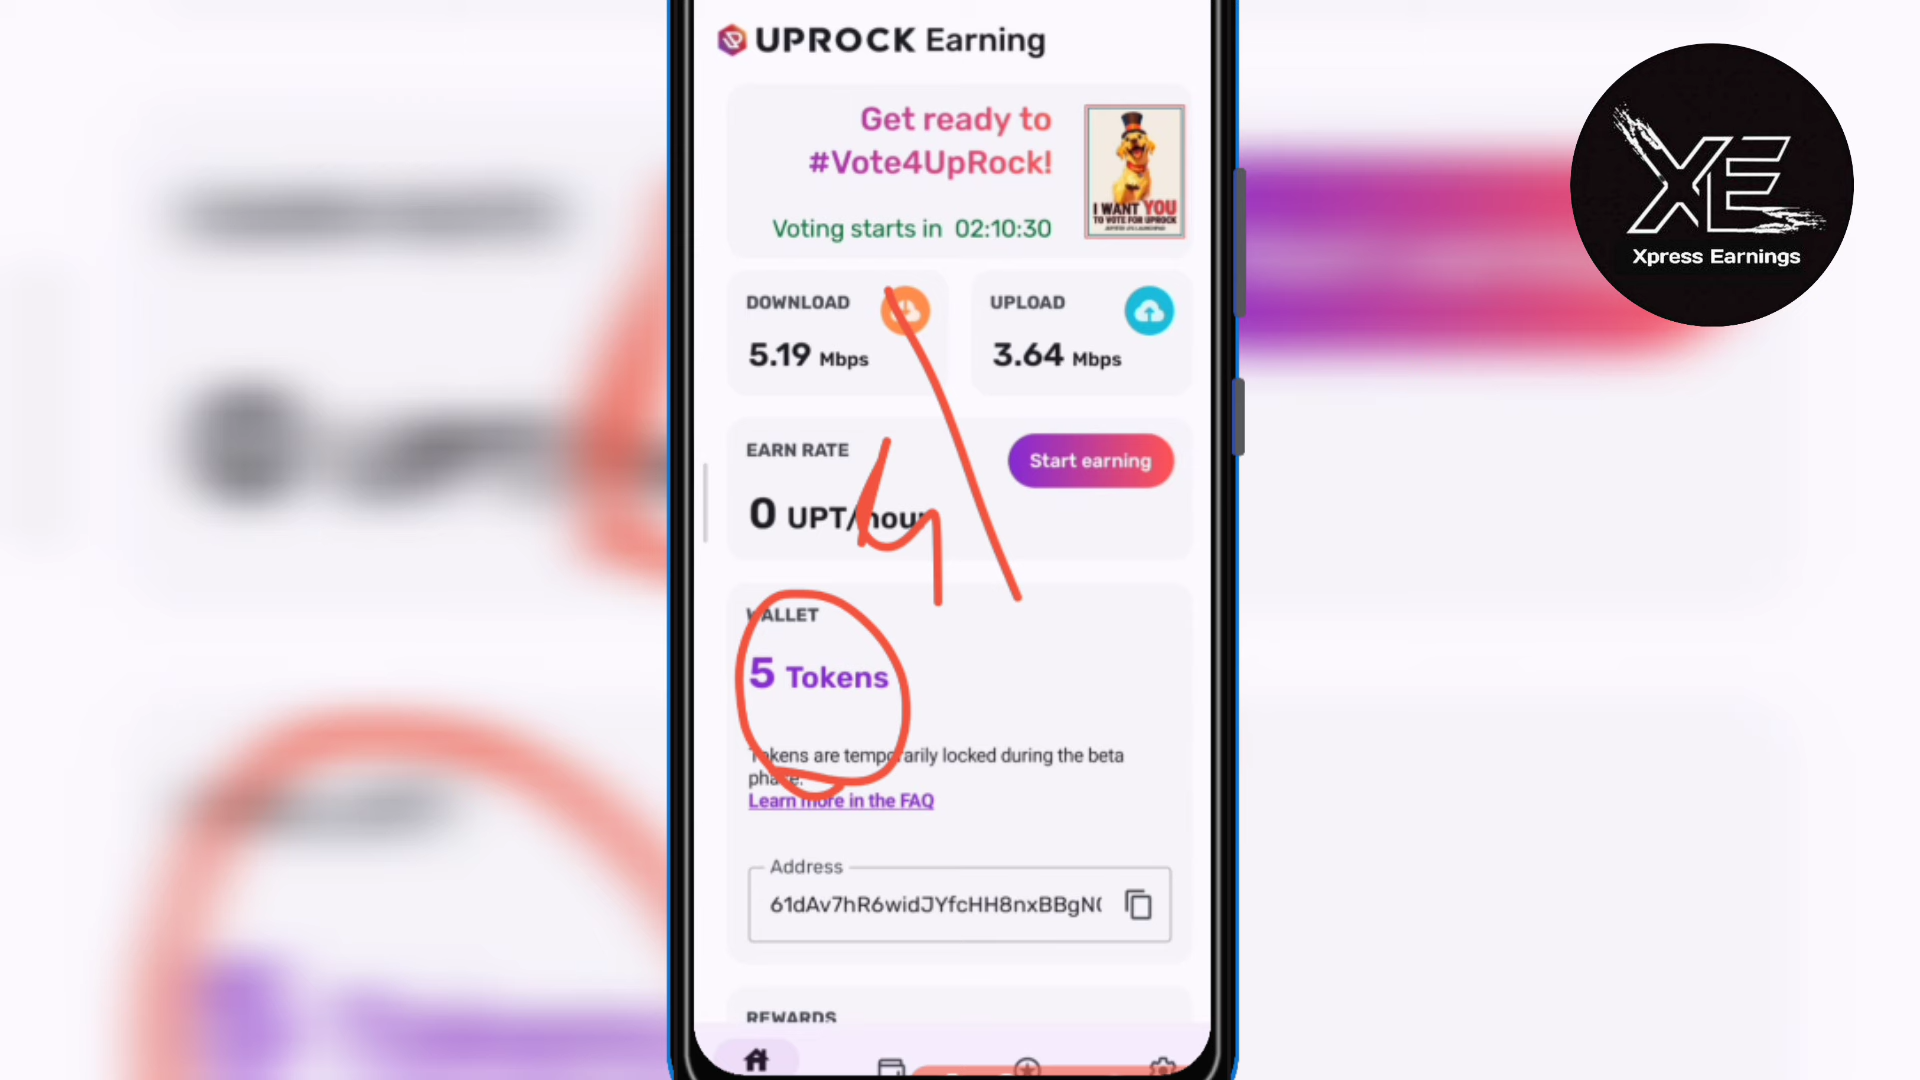 UPROCK Earning
Get ready to
#Vote4UpRock!
Voting starts in 02:10:30
I WANT YOU
TO VOTE FOR UPROCK
DOWNLOAD
5.19 Mbps
UPLOAD
3.64 Mbps
EARN RATE
Start earning
0 UPT/hour
WALLET
5 Tokens
Tokens are temporarily locked during the beta
phase.
Learn more in the FAQ
Address
61dAv7hR6widJYfcHH8nxBBgN
REWARDS
XE
Xpress Earnings